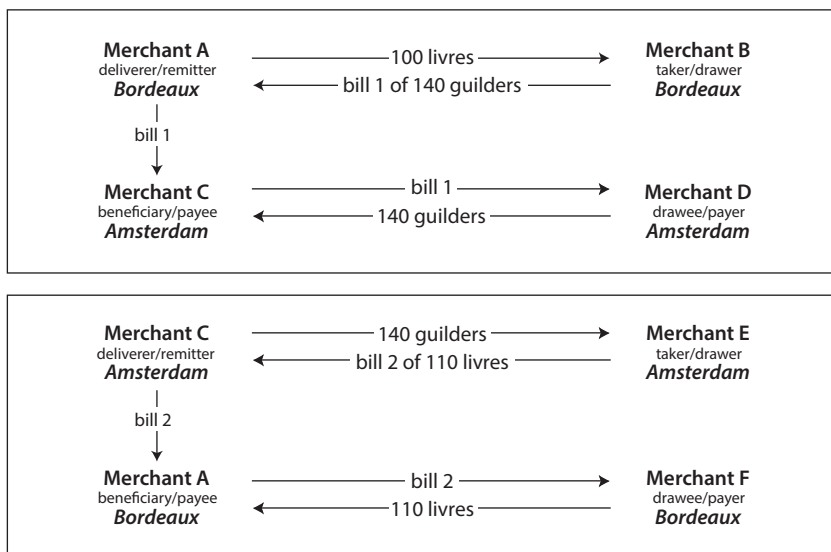 Merchant A
deliverer/remitter
Bordeaux
100 livres
bill 1 of 140 guilders
Merchant B
taker/drawer
Bordeaux
bill 1
Merchant C
beneficiary/payee
Amsterdam
bill 1
140 guilders
Merchant D
drawee/payer
Amsterdam
Merchant C
deliverer/remitter
Amsterdam
140 guilders
bill 2 of 110 livres
Merchant E
taker/drawer
Amsterdam
bill 2
Merchant A
beneficiary/payee
Bordeaux
bill 2
110 livres
Merchant F
drawee/payer
Bordeaux